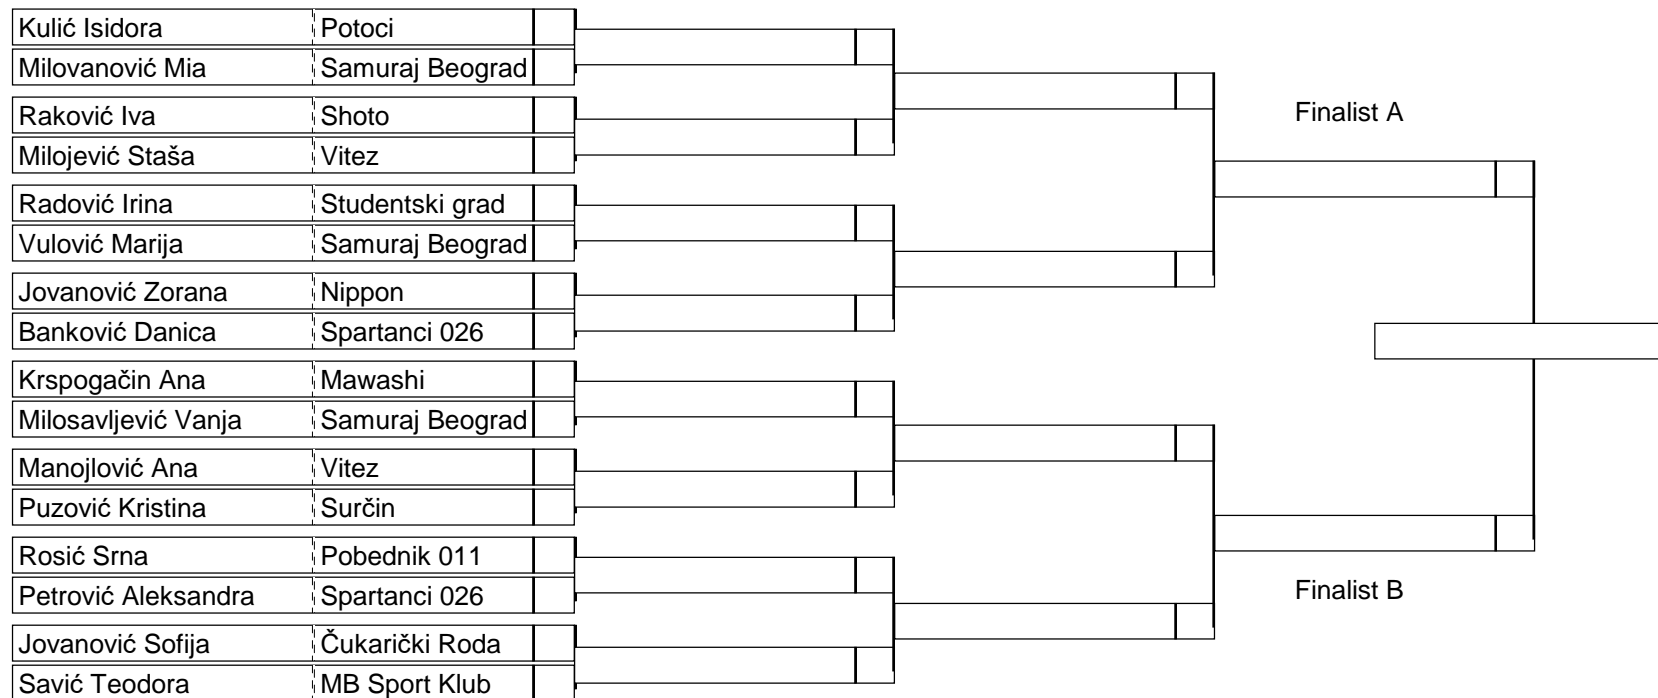 Kulić Isidora Potoci
Milovanović Mia Samuraj Beograd
Raković Iva Shoto
Milojević Staša Vitez
Radović Irina Studentski grad
Vulović Marija Samuraj Beograd
Jovanović Zorana Nippon
Banković Danica Spartanci 026
Krspogačin Ana Mawashi
Milosavljević Vanja Samuraj Beograd
Manojlović Ana Vitez
Puzović Kristina Surčin
Rosić Srna Pobednik 011
Petrović Aleksandra Spartanci 026
Jovanović Sofija Čukarički Roda
Savić Teodora MB Sport Klub
Finalist A
Finalist B